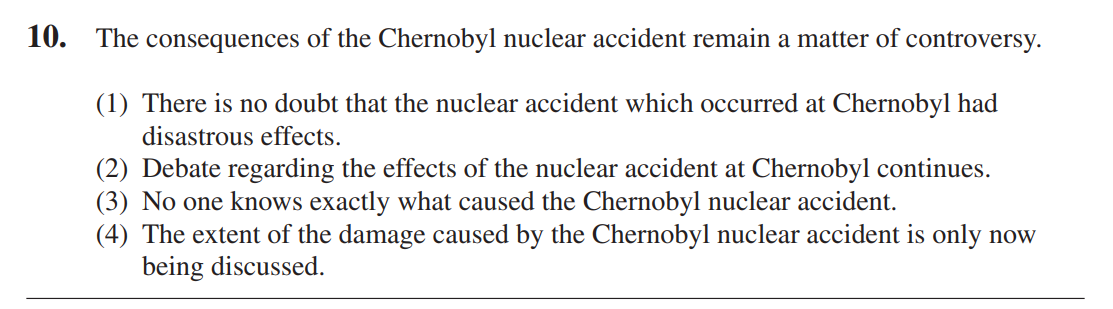 10. The consequences of the Chernobyl nuclear accident remain a matter of controversy.
(1) There is no doubt that the nuclear accident which occurred at Chernobyl had
disastrous effects.
(2) Debate regarding the effects of the nuclear accident at Chernobyl continues.
(3) No one knows exactly what caused the Chernobyl nuclear accident.
(4) The extent of the damage caused by the Chernobyl nuclear accident is only now
being discussed.